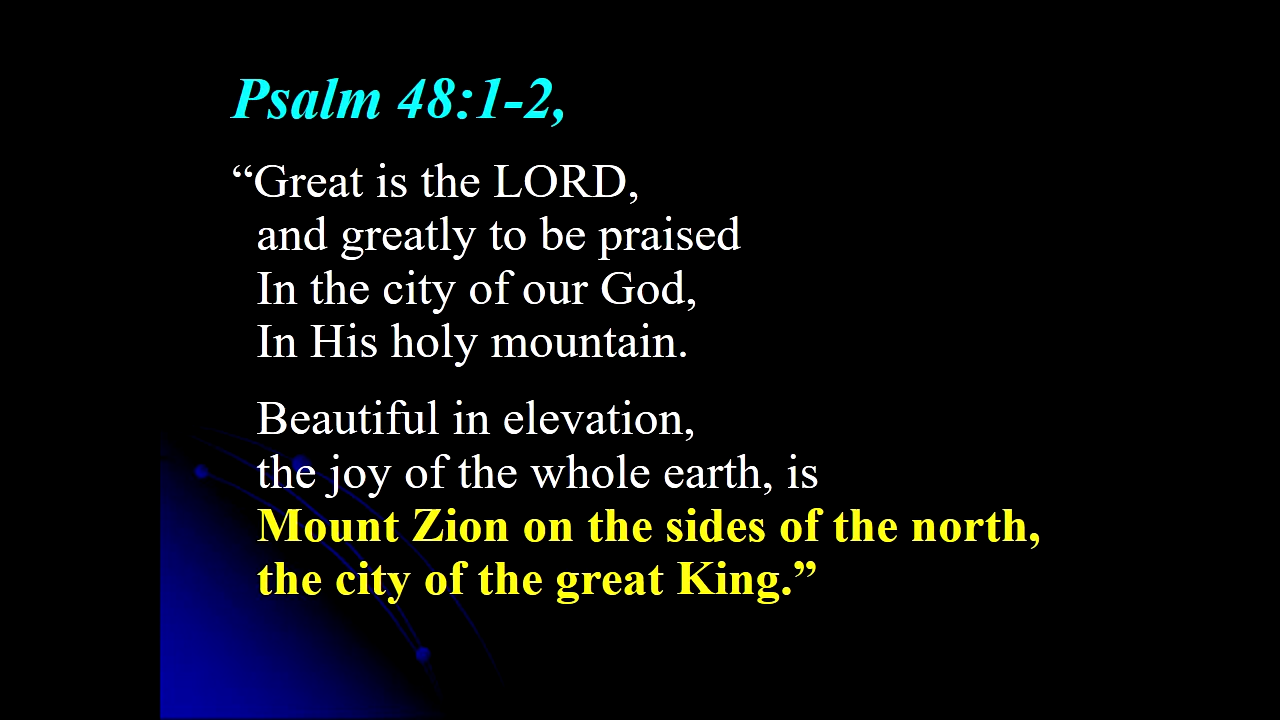 Psalm 48:1-2,
“Great is the LORD,
and greatly to be praised
In the city of our God,
In His holy mountain.
Beautiful in elevation,
the joy of the whole earth, is
Mount Zion on the sides of the north,
the city of the great King.”